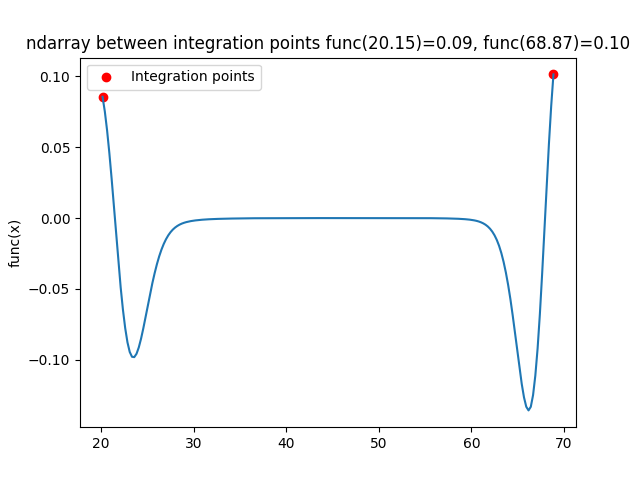 ndarray between integration points func(20.15)=0.09, func(68.87)=0.10
Integration points
func(x)
0.10
0.05
0.00
−0.05
−0.10
20 30 40 50 60 70